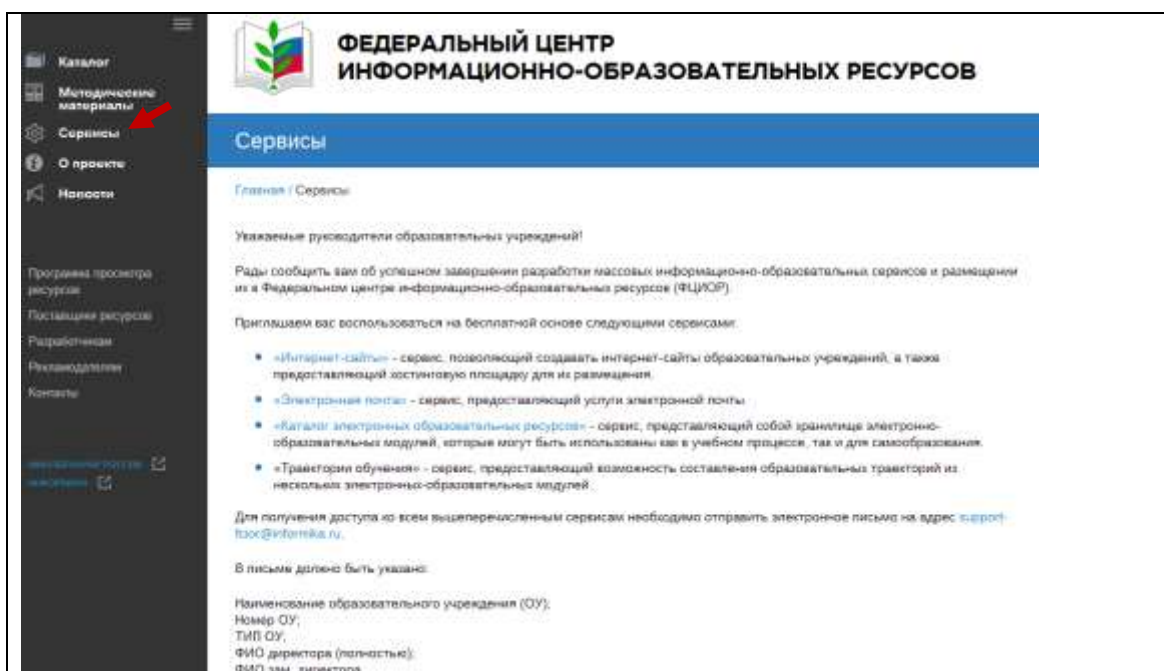 ФЕДЕРАЛЬНЫЙ ЦЕНТР
ИНФОРМАЦИОННО-ОБРАЗОВАТЕЛЬНЫХ РЕСУРСОВ
Каталог
Методические
материалы
Сервисы
О проекте
Новости
Программа просмотра
ресурсов
Поставщики ресурсов
Разработчикам
Рекламодателям
Контакты
Сервисы
Главная / Сервисы
Уважаемые руководители образовательных учреждений!
Рады сообщить вам об успешном завершении разработки массовых информационно-образовательных сервисов и размещении
их в Федеральном центре информационно-образовательных ресурсов (ФЦИОР).
Приглашаем вас воспользоваться на бесплатной основе следующими сервисами:
«Интернет-сайты» - сервис, позволяющий создавать интернет-сайты образовательных учреждений, а также
предоставляющий хостинговую площадку для их размещения.
«Электронная почта» - сервис, предоставляющий услуги электронной почты
«Каталог электронных образовательных ресурсов» - сервис, представляющий собой хранилище электронно-
образовательных модулей, которые могут быть использованы как в учебном процессе, так и для самообразования.
«Траектории обучения» - сервис, предоставляющий возможность составления образовательных траекторий из
нескольких электронных-образовательных модулей.
Для получения доступа ко всем вышеперечисленным сервисам необходимо отправить электронное письмо на адрес support-
fcior@informika.ru.
В письме должно быть указано:
Наименование образовательного учреждения (ОУ);
Номер ОУ;
ТИП ОУ;
ФИО директора (полностью);
ФИО зам. директора